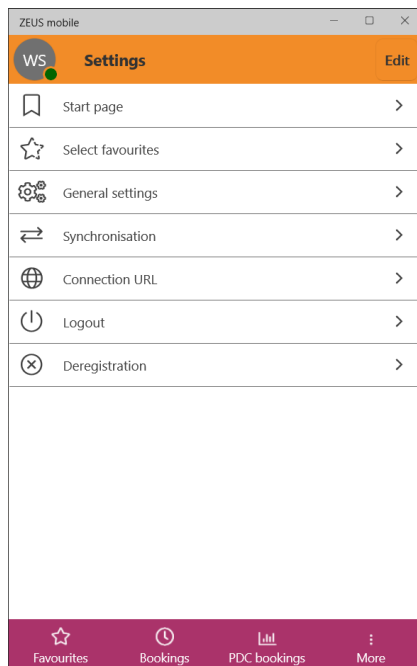 ZEUS mobile
WS Settings Edit
Start page
Select favourites
General settings
Synchronisation
Connection URL
Logout
Deregistration
Favourites Bookings PDC bookings More